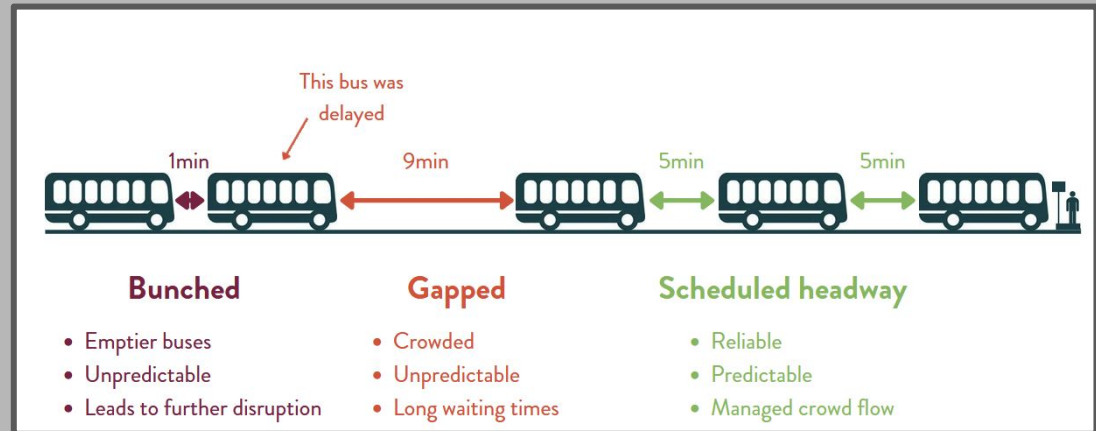 This bus was
delayed
1min
9min
5min
5min
Bunched
• Emptier buses
• Unpredictable
• Leads to further disruption
Gapped
• Crowded
• Unpredictable
• Long waiting times
Scheduled headway
• Reliable
• Predictable
• Managed crowd flow